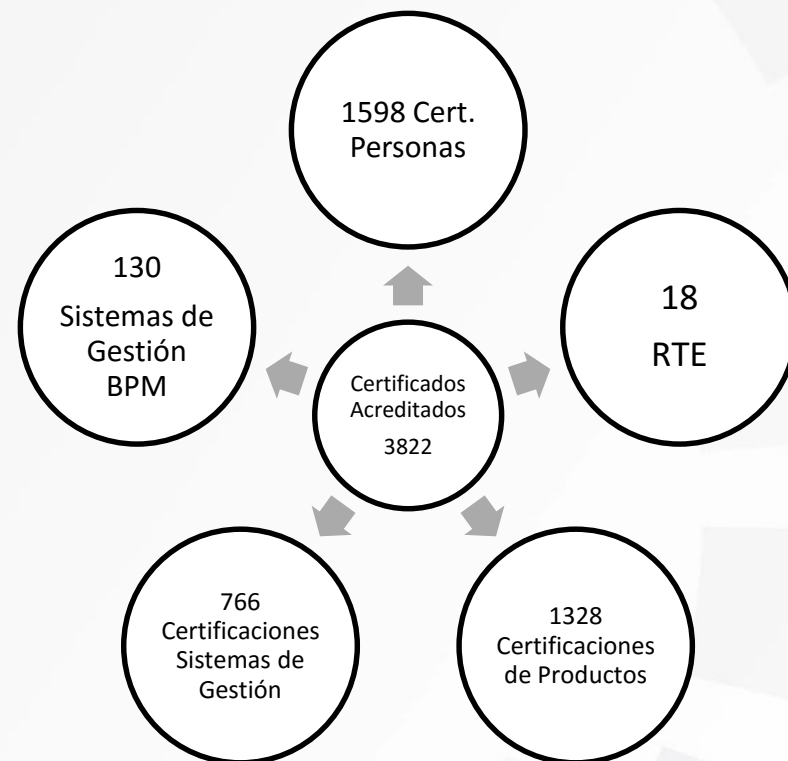 1598 Cert.
Personas
130
Sistemas de
Gestión
BPM
18
RTE
Certificados
Acreditados
3822
766
Certificaciones
Sistemas de
Gestión
1328
Certificaciones
de Productos